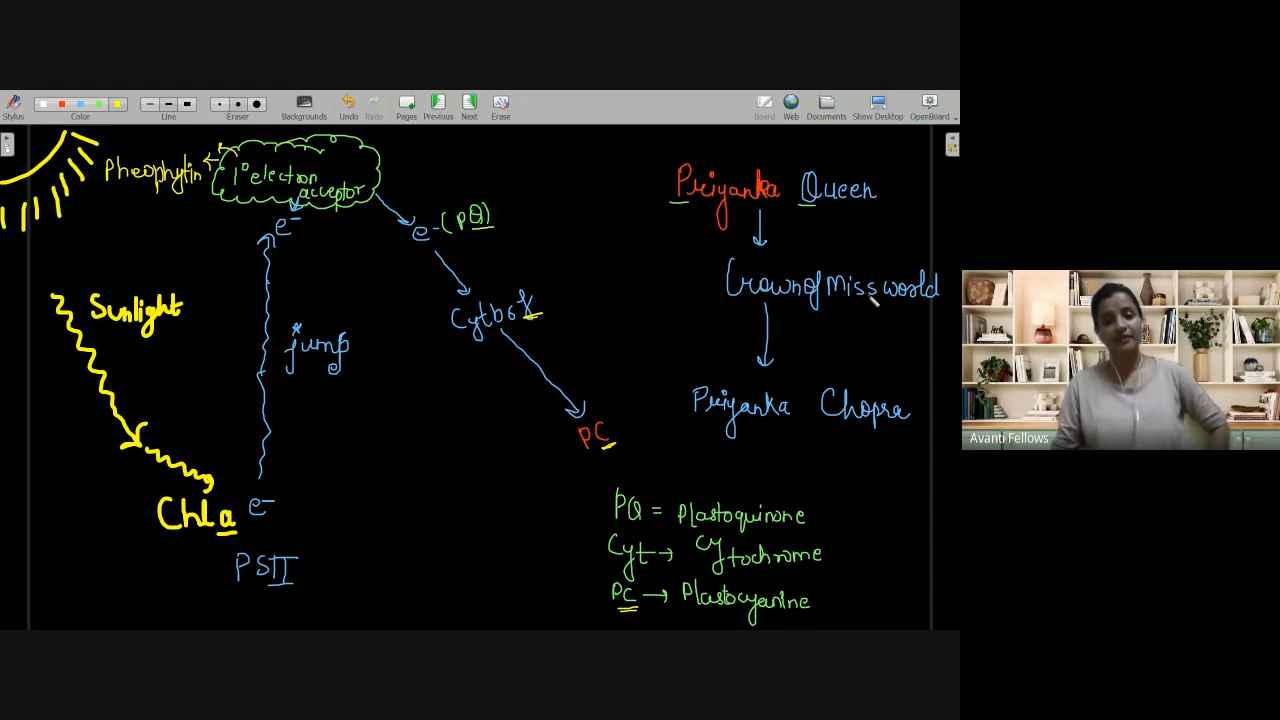 Stylus
Color
Line
Eraser
Backgrounds
Undo
Redo
Pages
Previous
Next
Erase
Board
Web
Documents
Show Desktop
OpenBoard
Pheophytin
1° electron
acceptor
e-
e- (PQ)
Sunlight
jump
Chl a
e-
PSII
PC
Priyanka Queen
Crown of Miss world
Priyanka Chopra
PQ = Plastoquinone
Cyt → Cytochrome
PC → Plastocyanine
Avanti Fellows